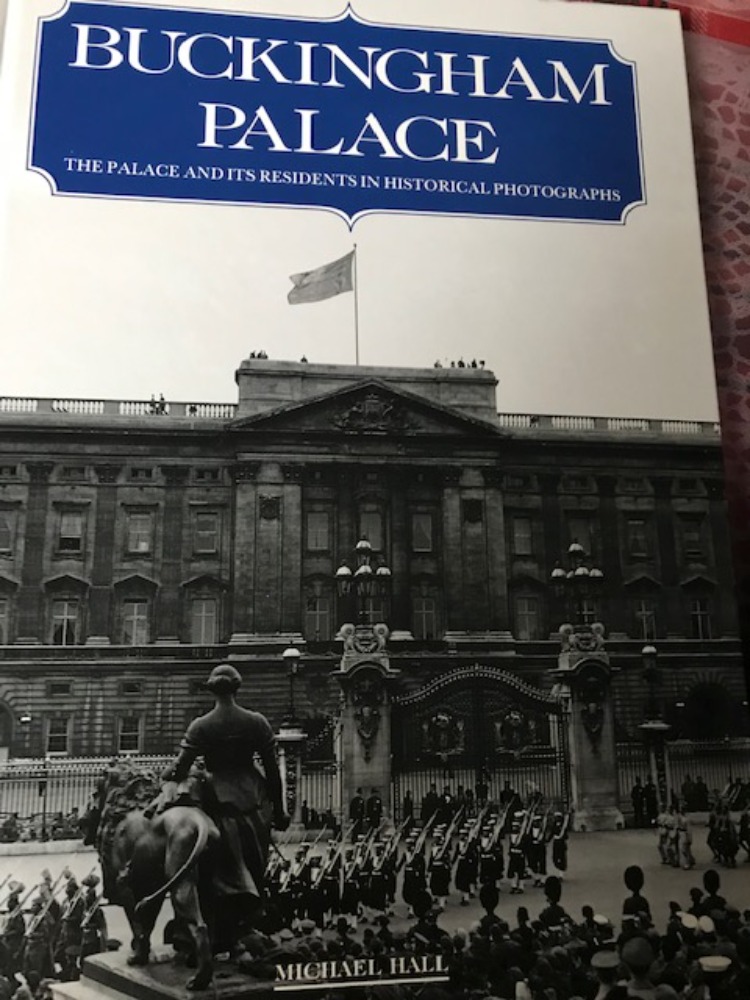 BUCKINGHAM
PALACE
THE PALACE AND ITS RESIDENTS IN HISTORICAL PHOTOGRAPHS
MICHAEL HALL